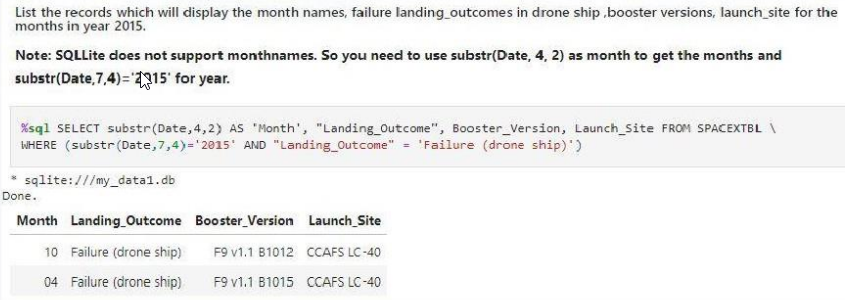 List the records which will display the month names, failure landing_outcomes in drone ship ,booster versions, launch_site for the
months in year 2015.
Note: SQLLite does not support monthnames. So you need to use substr(Date, 4, 2) as month to get the months and
substr(Date,7,4)='2015' for year.
%sql SELECT substr(Date,4,2) AS 'Month', "Landing_Outcome", Booster_Version, Launch_Site FROM SPACEXTBL \
WHERE (substr(Date,7,4)='2015' AND "Landing_Outcome" = 'Failure (drone ship)')
* sqlite:///my_data1.db
Done.
Month Landing_Outcome Booster_Version Launch_Site
10 Failure (drone ship) F9 v1.1 B1012 CCAFS LC-40
04 Failure (drone ship) F9 v1.1 B1015 CCAFS LC-40